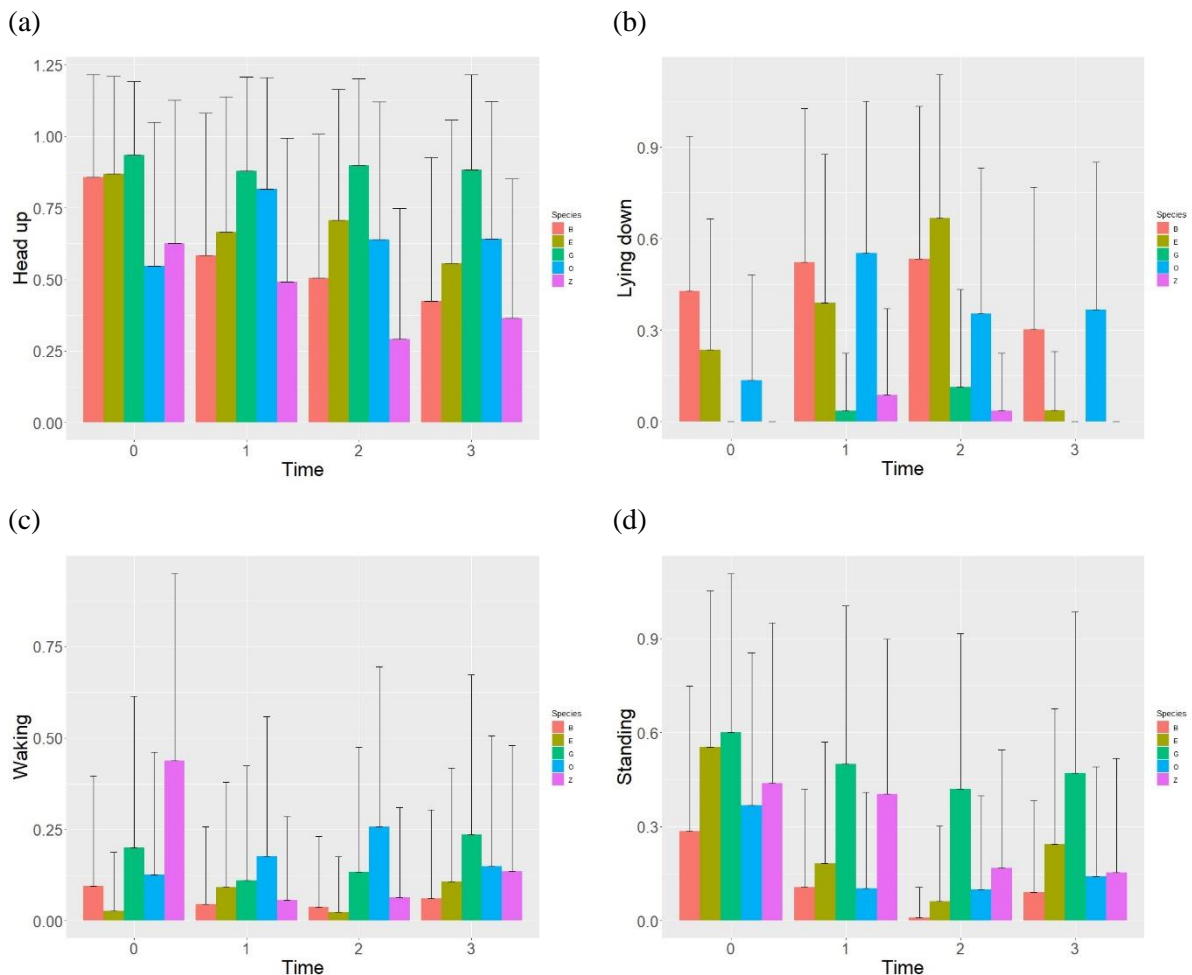 (a)
(b)
Head up
1.25
1.00
0.75
0.50
0.25
0.00
0 1 2 3
Time
Species
B
E
G
O
Z
Lying down
0.9
0.6
0.3
0.0
0 1 2 3
Time
Species
B
E
G
O
Z
(c)
(d)
Waking
0.75
0.50
0.25
0.00
0 1 2 3
Time
Species
B
E
G
O
Z
Standing
0.9
0.6
0.3
0.0
0 1 2 3
Time
Species
B
E
G
O
Z